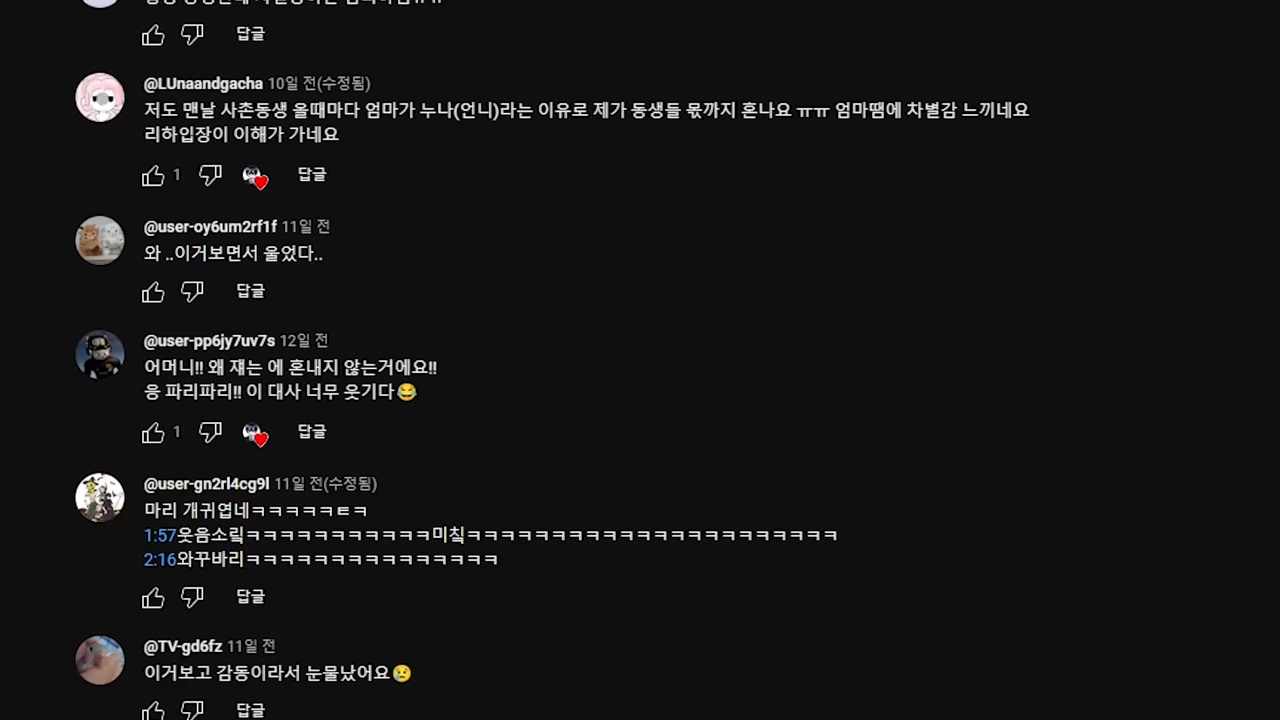 답글
@LUnaandgacha 10일 전(수정됨)
저도 맨날 사촌동생 올때마다 엄마가 누나(언니)라는 이유로 제가 동생들 몫까지 혼나요 ㅠㅠ 엄마땜에 차별감 느끼네요
리하입장이 이해가 가네요
1 답글
@user-oy6um2rf1f 11일 전
와 ..이거보면서 울었다..
답글
@user-pp6jy7uv7s 12일 전
어머니!! 왜 쟤는 에 혼내지 않는거에요!!
응 파리파리!! 이 대사 너무 웃기다😂
1 답글
@user-gn2rl4cg9l 11일 전(수정됨)
마리 개귀엽네ㅋㅋㅋㅋㅋㅌㅋ
1:57웃음소맄ㅋㅋㅋㅋㅋㅋㅋㅋㅋㅋㅋ미칰ㅋㅋㅋㅋㅋㅋㅋㅋㅋㅋㅋㅋㅋㅋㅋㅋㅋㅋㅋㅋㅋㅋ
2:16와꾸바리ㅋㅋㅋㅋㅋㅋㅋㅋㅋㅋㅋㅋㅋㅋㅋ
답글
@TV-gd6fz 11일 전
이거보고 감동이라서 눈물났어요😢
답글